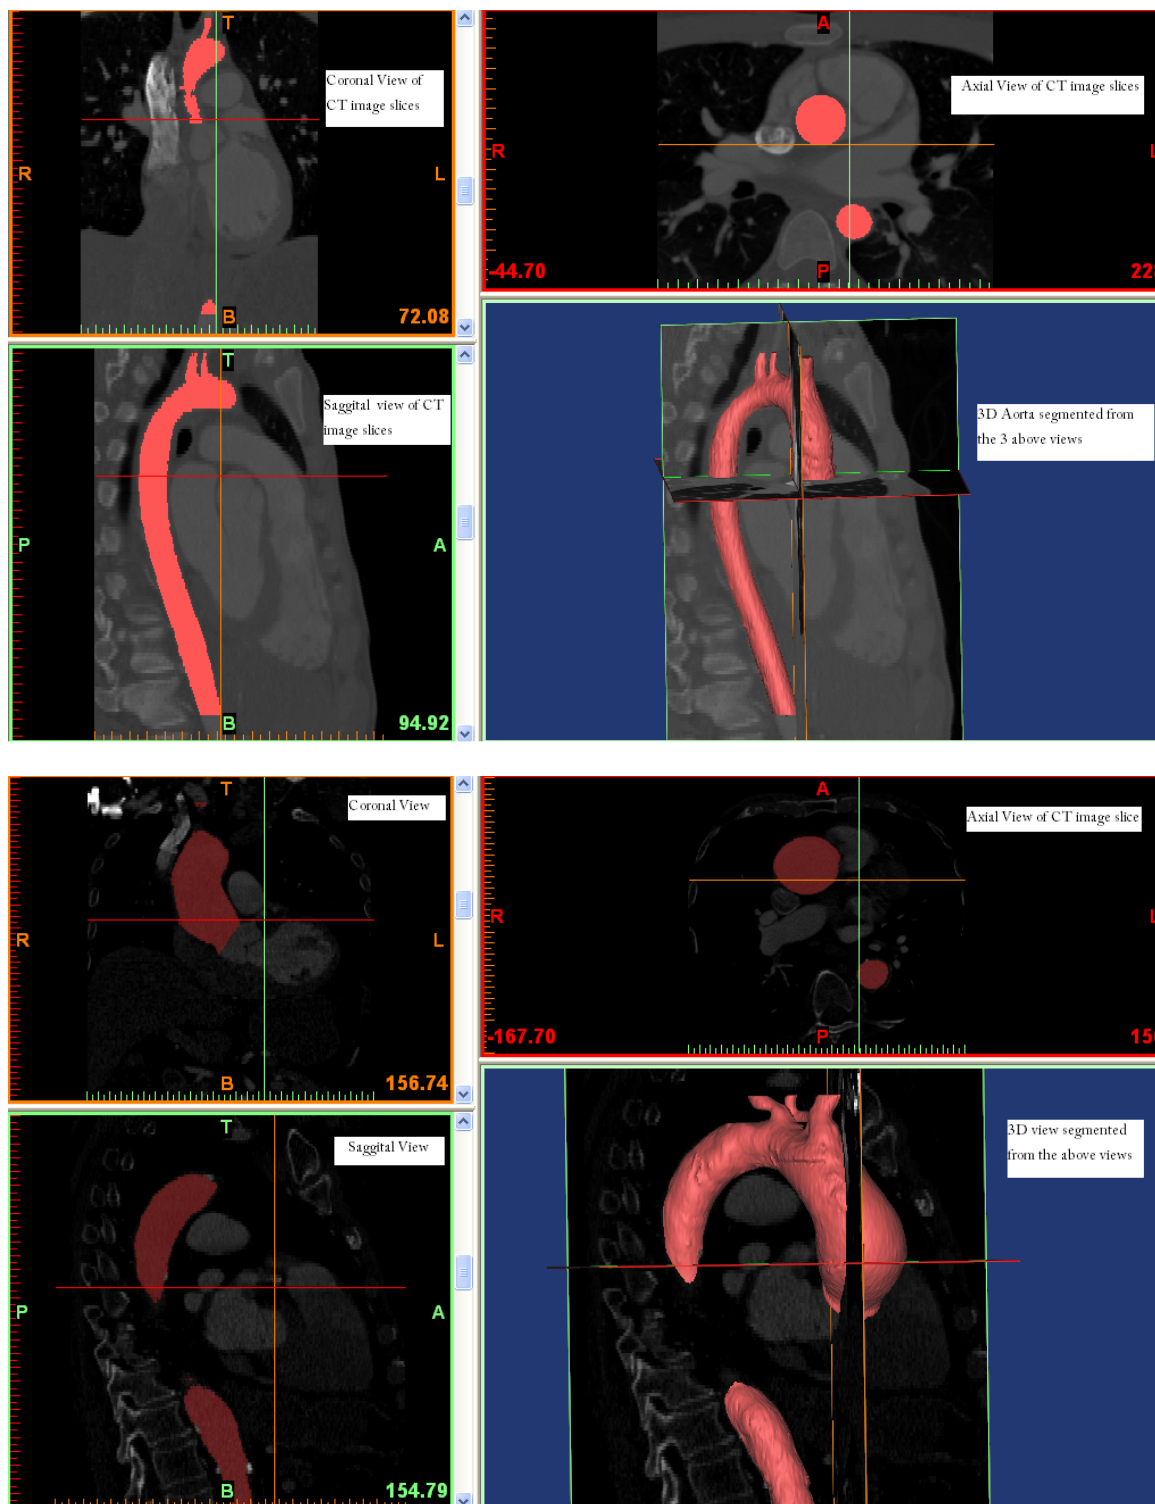 T
Coronal View of
CT image slices
R
L
B
72.08
A
Axial View of CT image slices
R
L
-44.70
P
22
T
Saggital view of CT
image slices
P
A
B
94.92
3D Aorta segmented from
the 3 above views
T
Coronal View
R
L
B
156.74
A
Axial View of CT image slice
R
L
-167.70
P
15
T
Saggital View
P
A
B
154.79
3D view segmented
from the above views